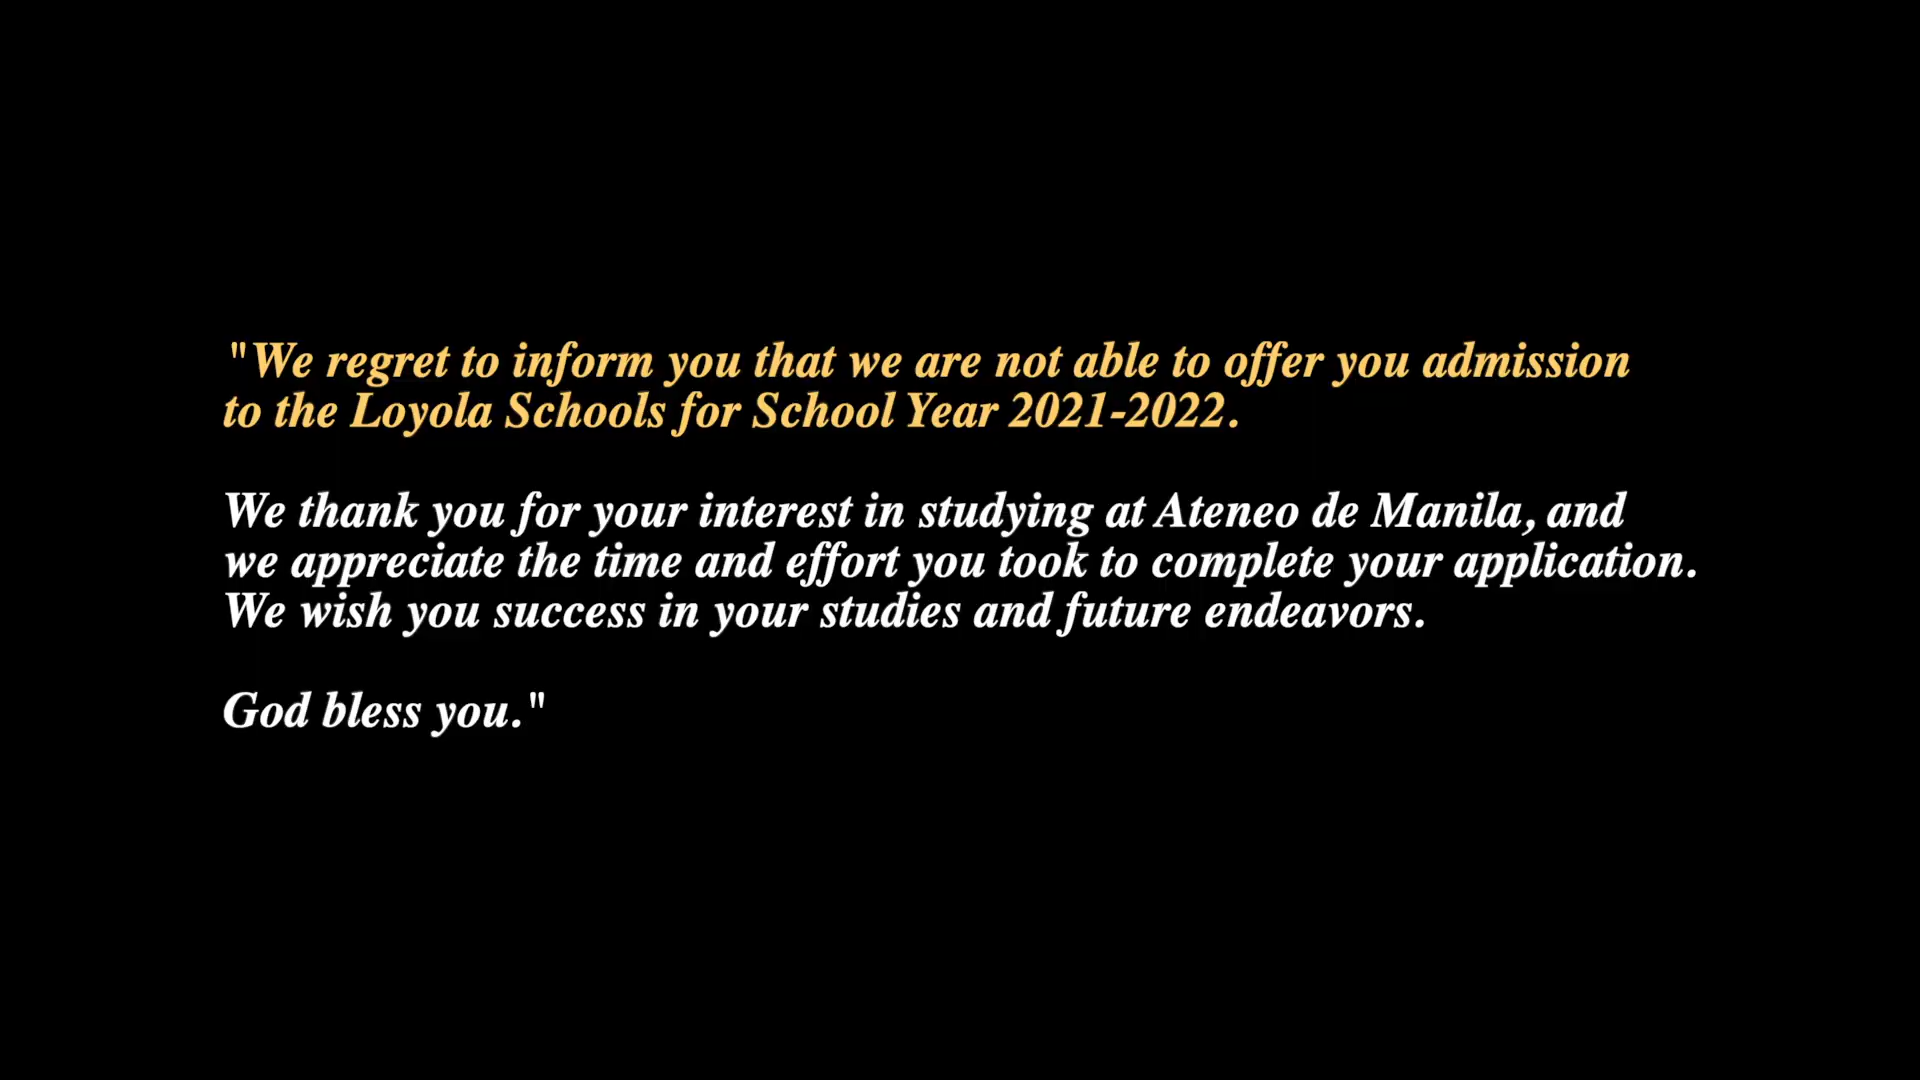 "We regret to inform you that we are not able to offer you admission
to the Loyola Schools for School Year 2021-2022.
We thank you for your interest in studying at Ateneo de Manila, and
we appreciate the time and effort you took to complete your application.
We wish you success in your studies and future endeavors.
God bless you."